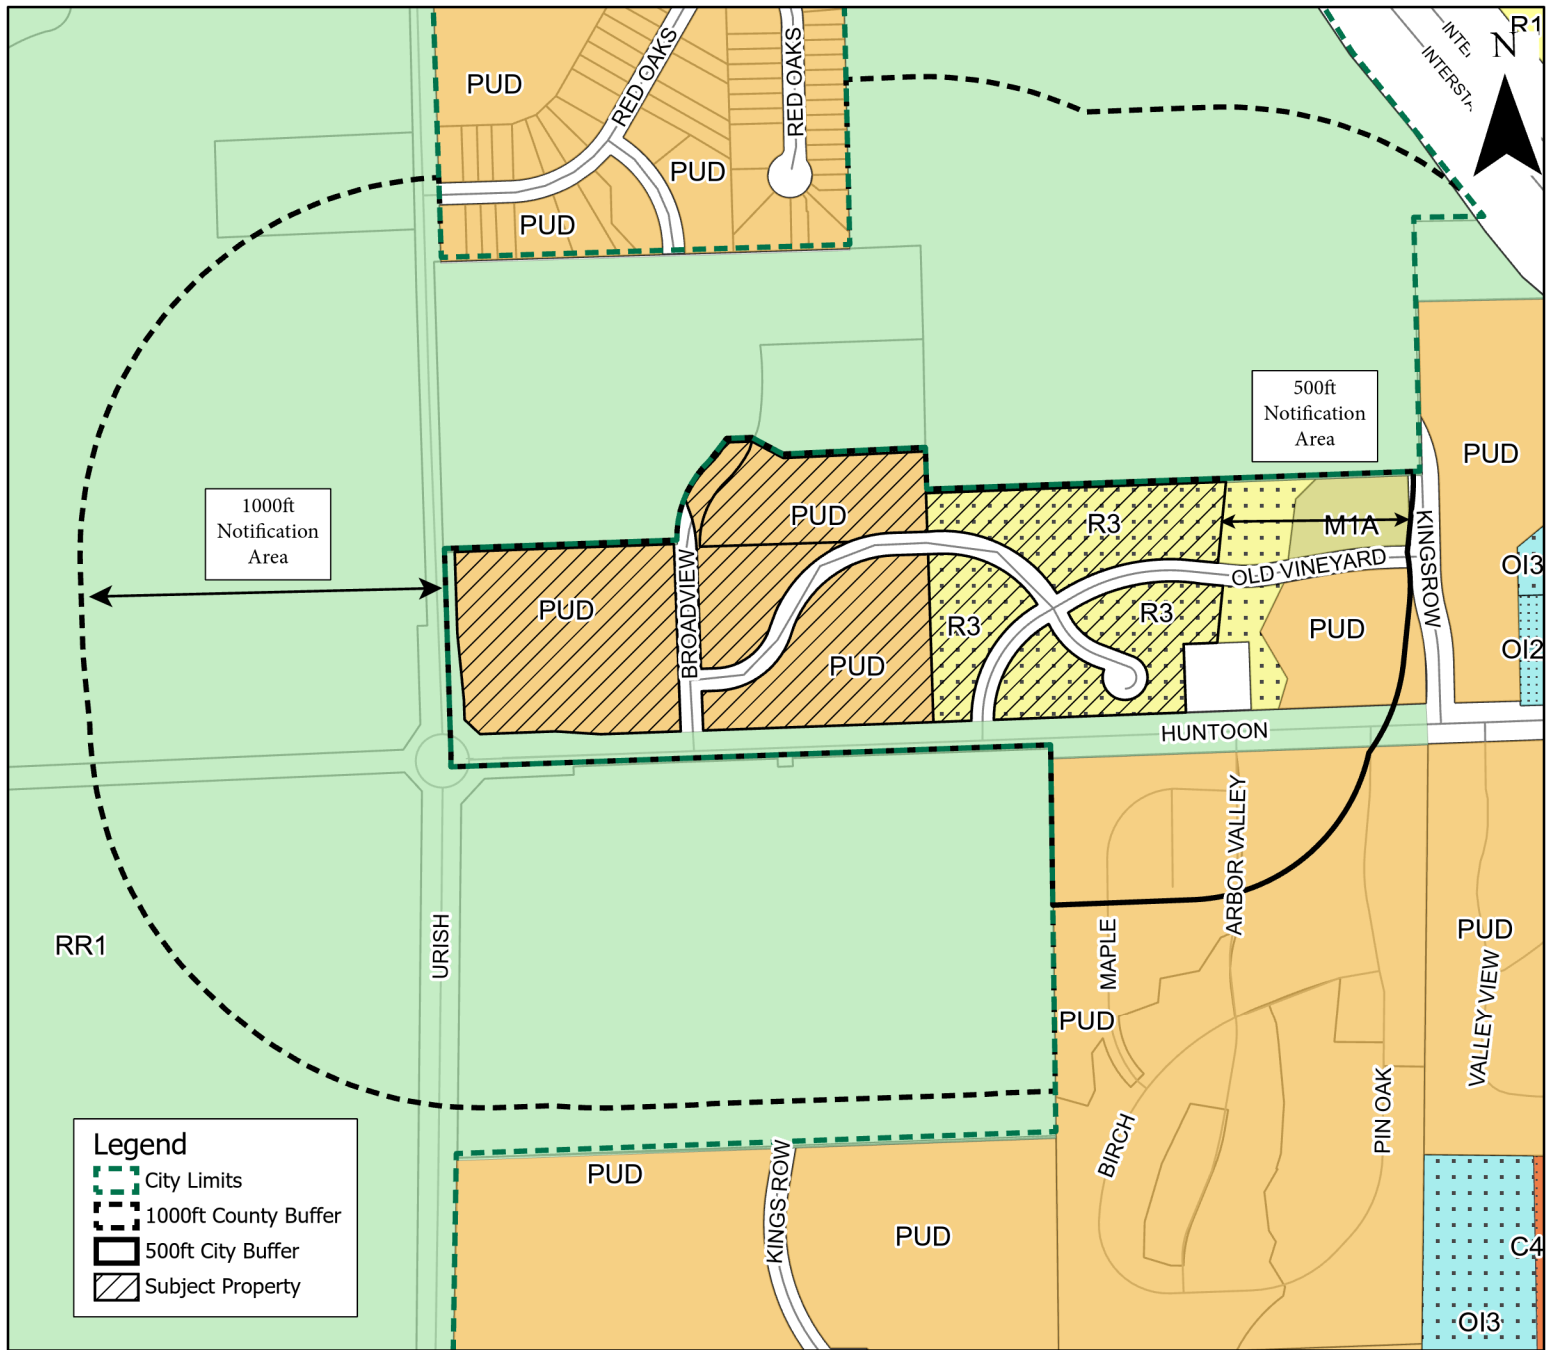 R1
INTE
INTERSTA
N
PUD
RED OAKS
RED OAKS
PUD
PUD
500ft
Notification
Area
PUD
1000ft
Notification
Area
PUD
R3
M1A
KINGSROW
OLD VINEYARD
OI3
PUD
BROADVIEW
R3
R3
PUD
OI2
PUD
HUNTOON
ARBOR VALLEY
RR1
URISH
MAPLE
PUD
VALLEY VIEW
PUD
PIN OAK
BIRCH
Legend
City Limits
1000ft County Buffer
500ft City Buffer
Subject Property
PUD
KINGS ROW
PUD
C4
OI3